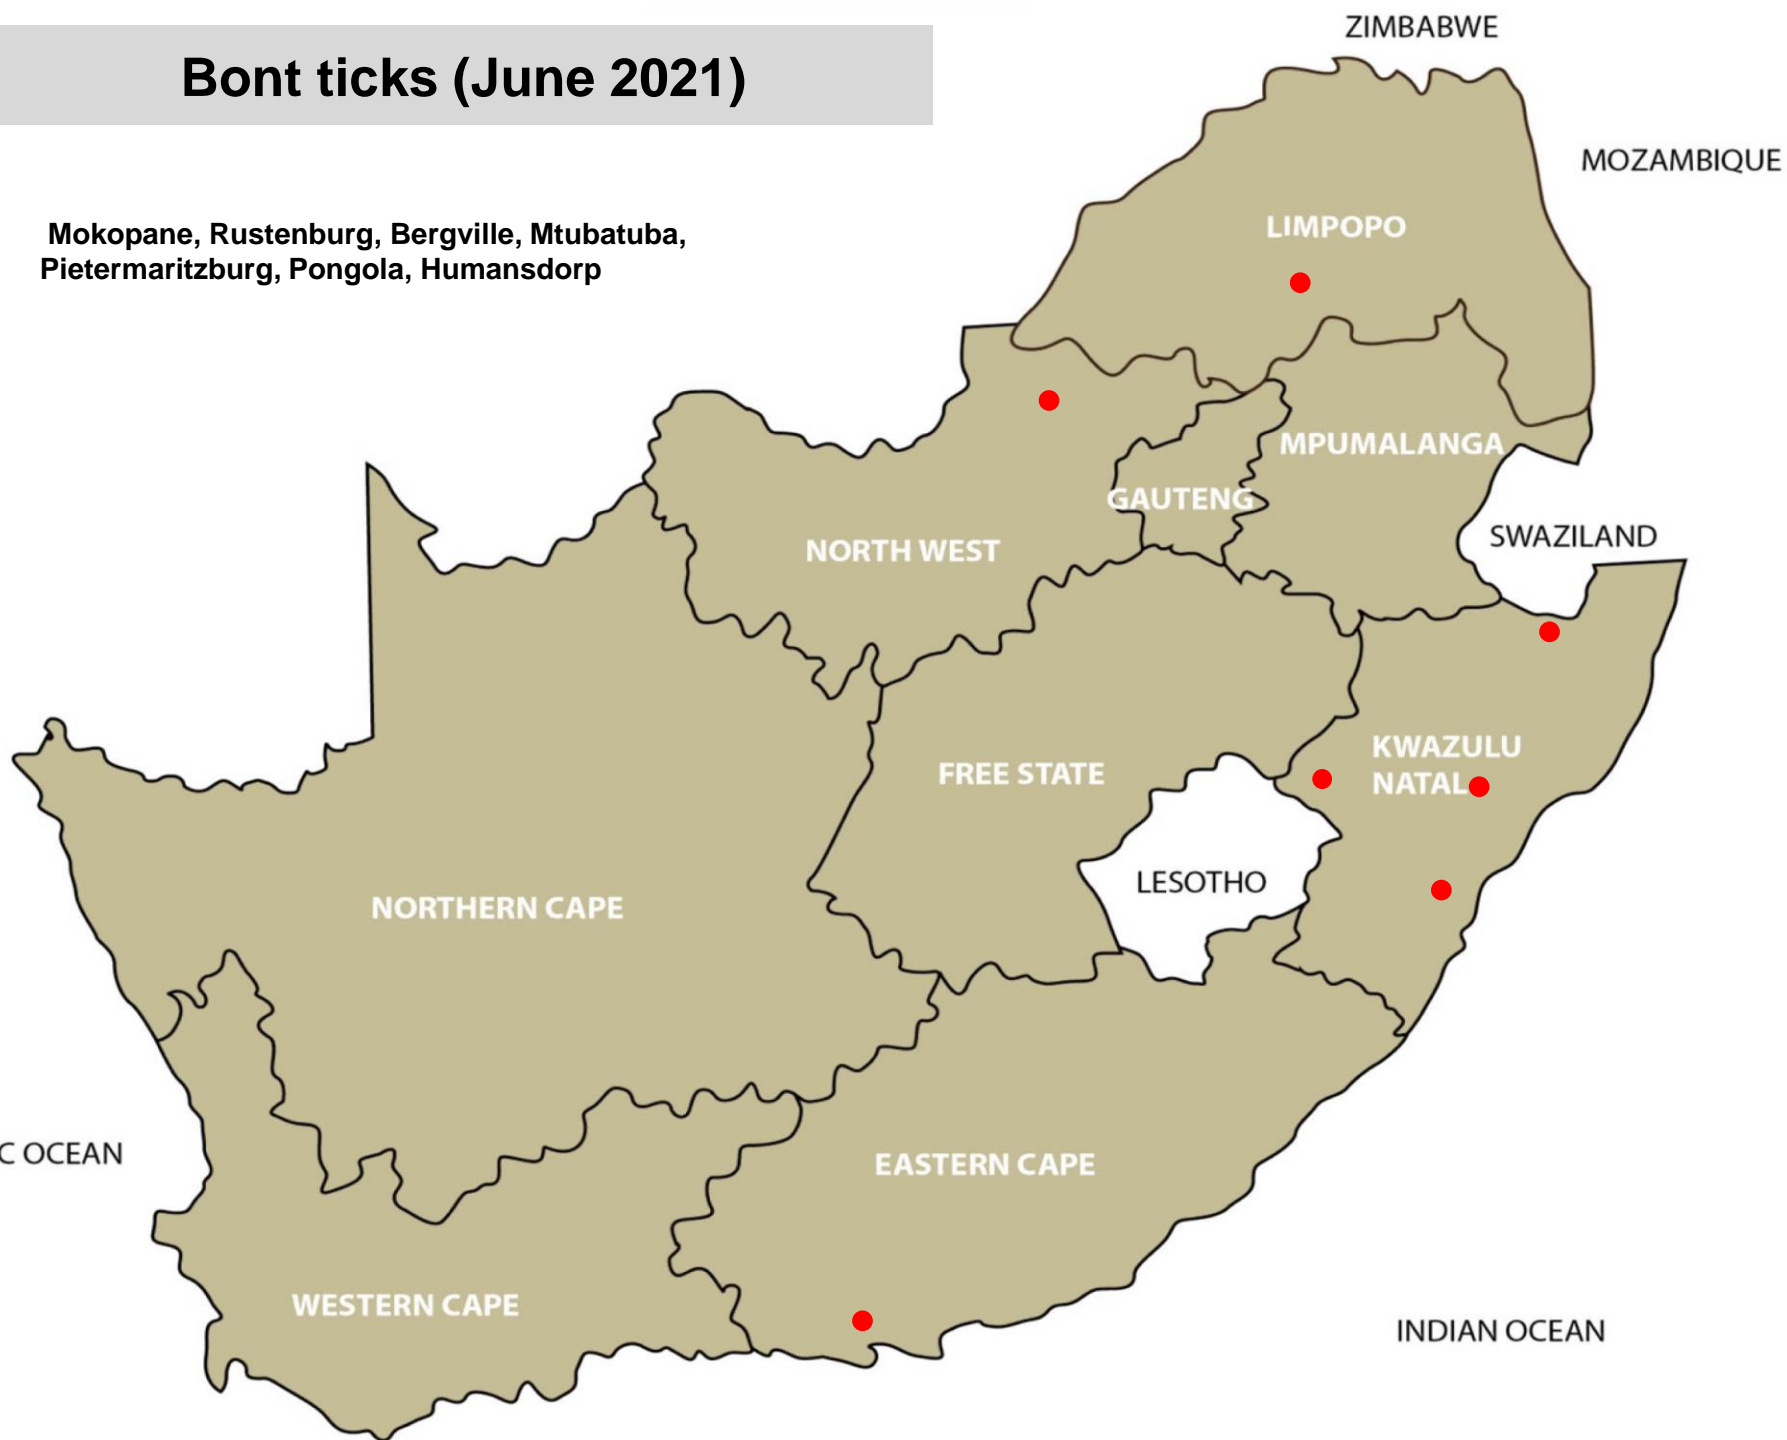 ZIMBABWE
Bont ticks (June 2021)
MOZAMBIQUE
Mokopane, Rustenburg, Bergville, Mtubatuba,
Pietermaritzburg, Pongola, Humansdorp
LIMPOPO
MPUMALANGA
GAUTENG
NORTH WEST
SWAZILAND
KWAZULU
NATAL
FREE STATE
LESOTHO
NORTHERN CAPE
C OCEAN
EASTERN CAPE
WESTERN CAPE
INDIAN OCEAN